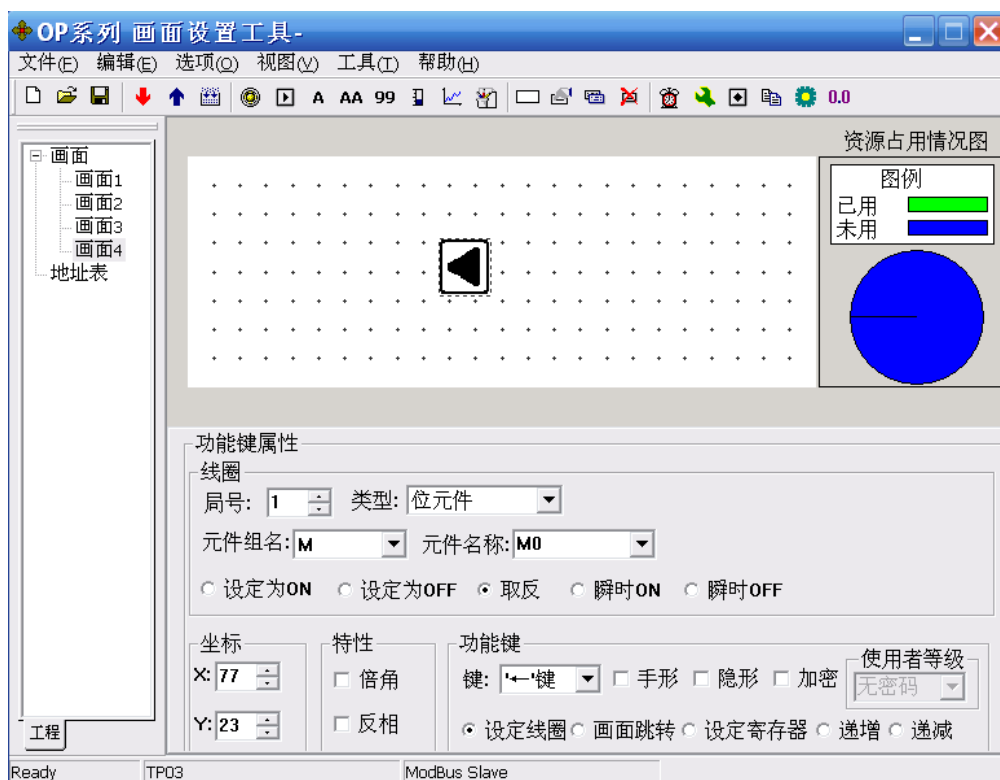 OP系列 画面设置工具-
文件(F) 编辑(E) 选项(O) 视图(V) 工具(T) 帮助(H)
A AA 99 0.0
画面
画面1
画面2
画面3
画面4
地址表
工程
资源占用情况图
图例
已用
未用
功能键属性
线圈
局号: 1 类型: 位元件
元件组名: M 元件名称: M0
设定为ON 设定为OFF 取反 瞬时ON 瞬时OFF
坐标
X: 77
Y: 23
特性
倍角
反相
功能键
键: '←'键 手形 隐形 加密
使用者等级
无密码
设定线圈 画面跳转 设定寄存器 递增 递减
Ready TP03 ModBus Slave